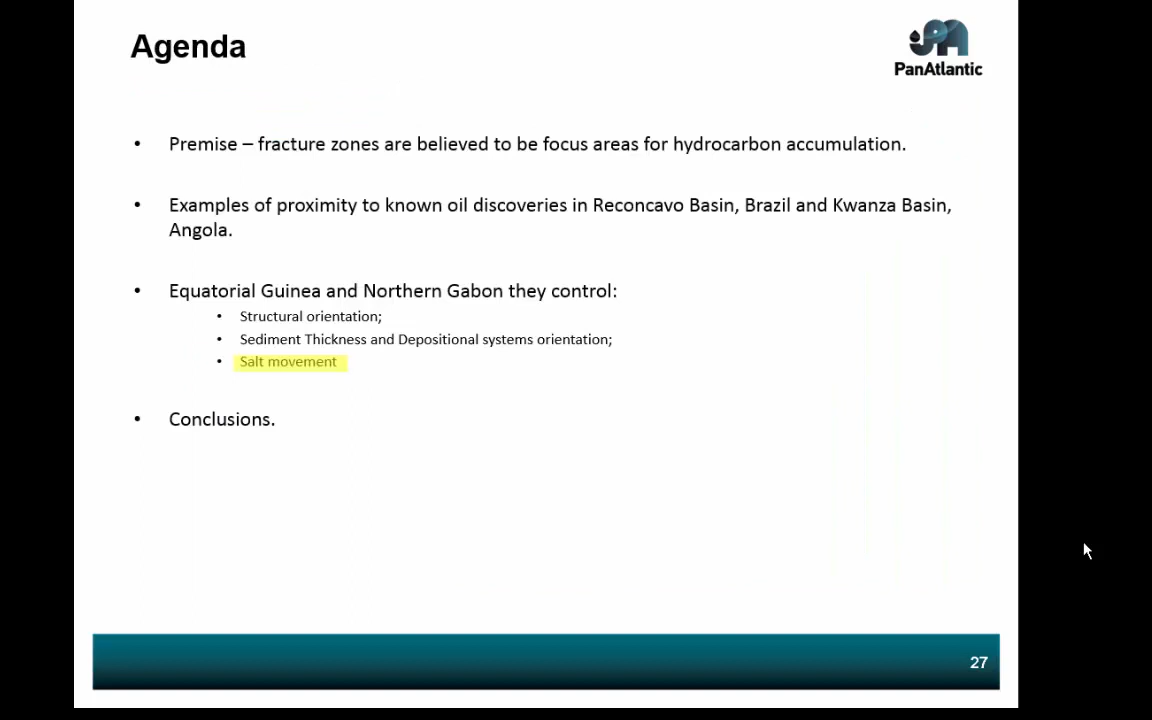 Agenda
PanAtlantic
• Premise – fracture zones are believed to be focus areas for hydrocarbon accumulation.
• Examples of proximity to known oil discoveries in Reconcavo Basin, Brazil and Kwanza Basin,
Angola.
• Equatorial Guinea and Northern Gabon they control:
• Structural orientation;
• Sediment Thickness and Depositional systems orientation;
• Salt movement
• Conclusions.
27